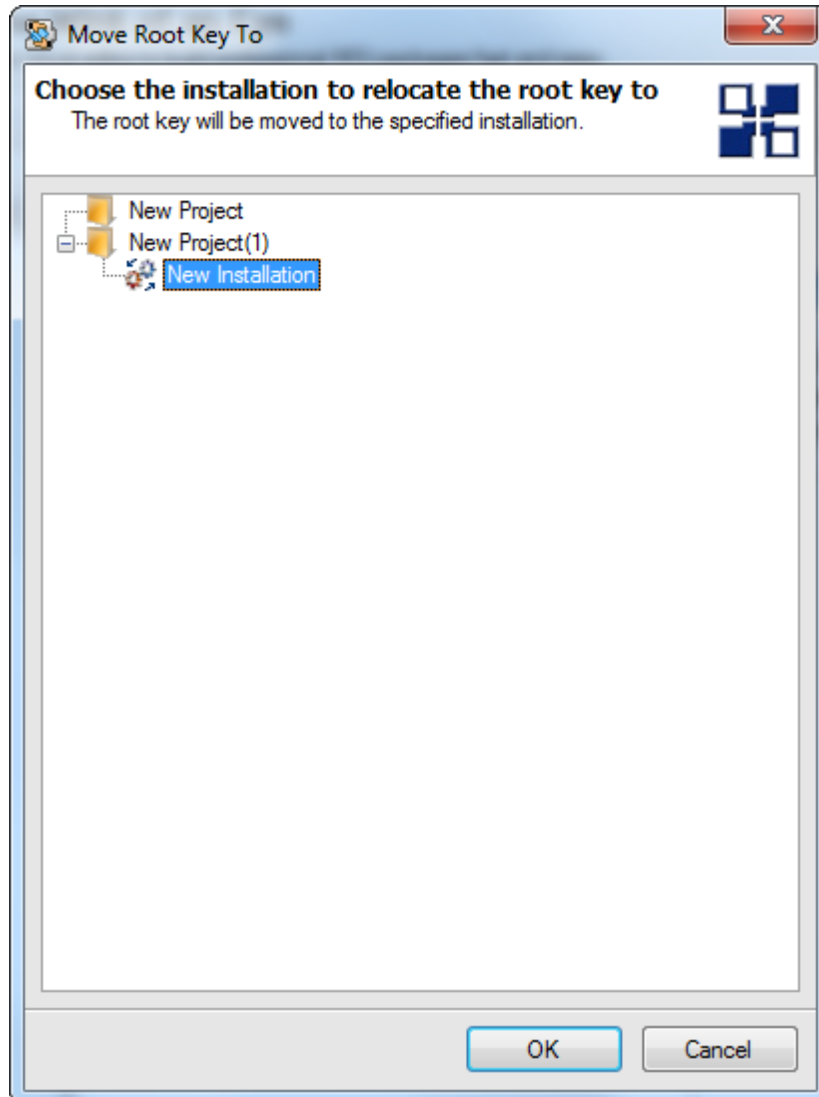 Move Root Key To
Choose the installation to relocate the root key to
The root key will be moved to the specified installation.
New Project
New Project(1)
New Installation
OK
Cancel